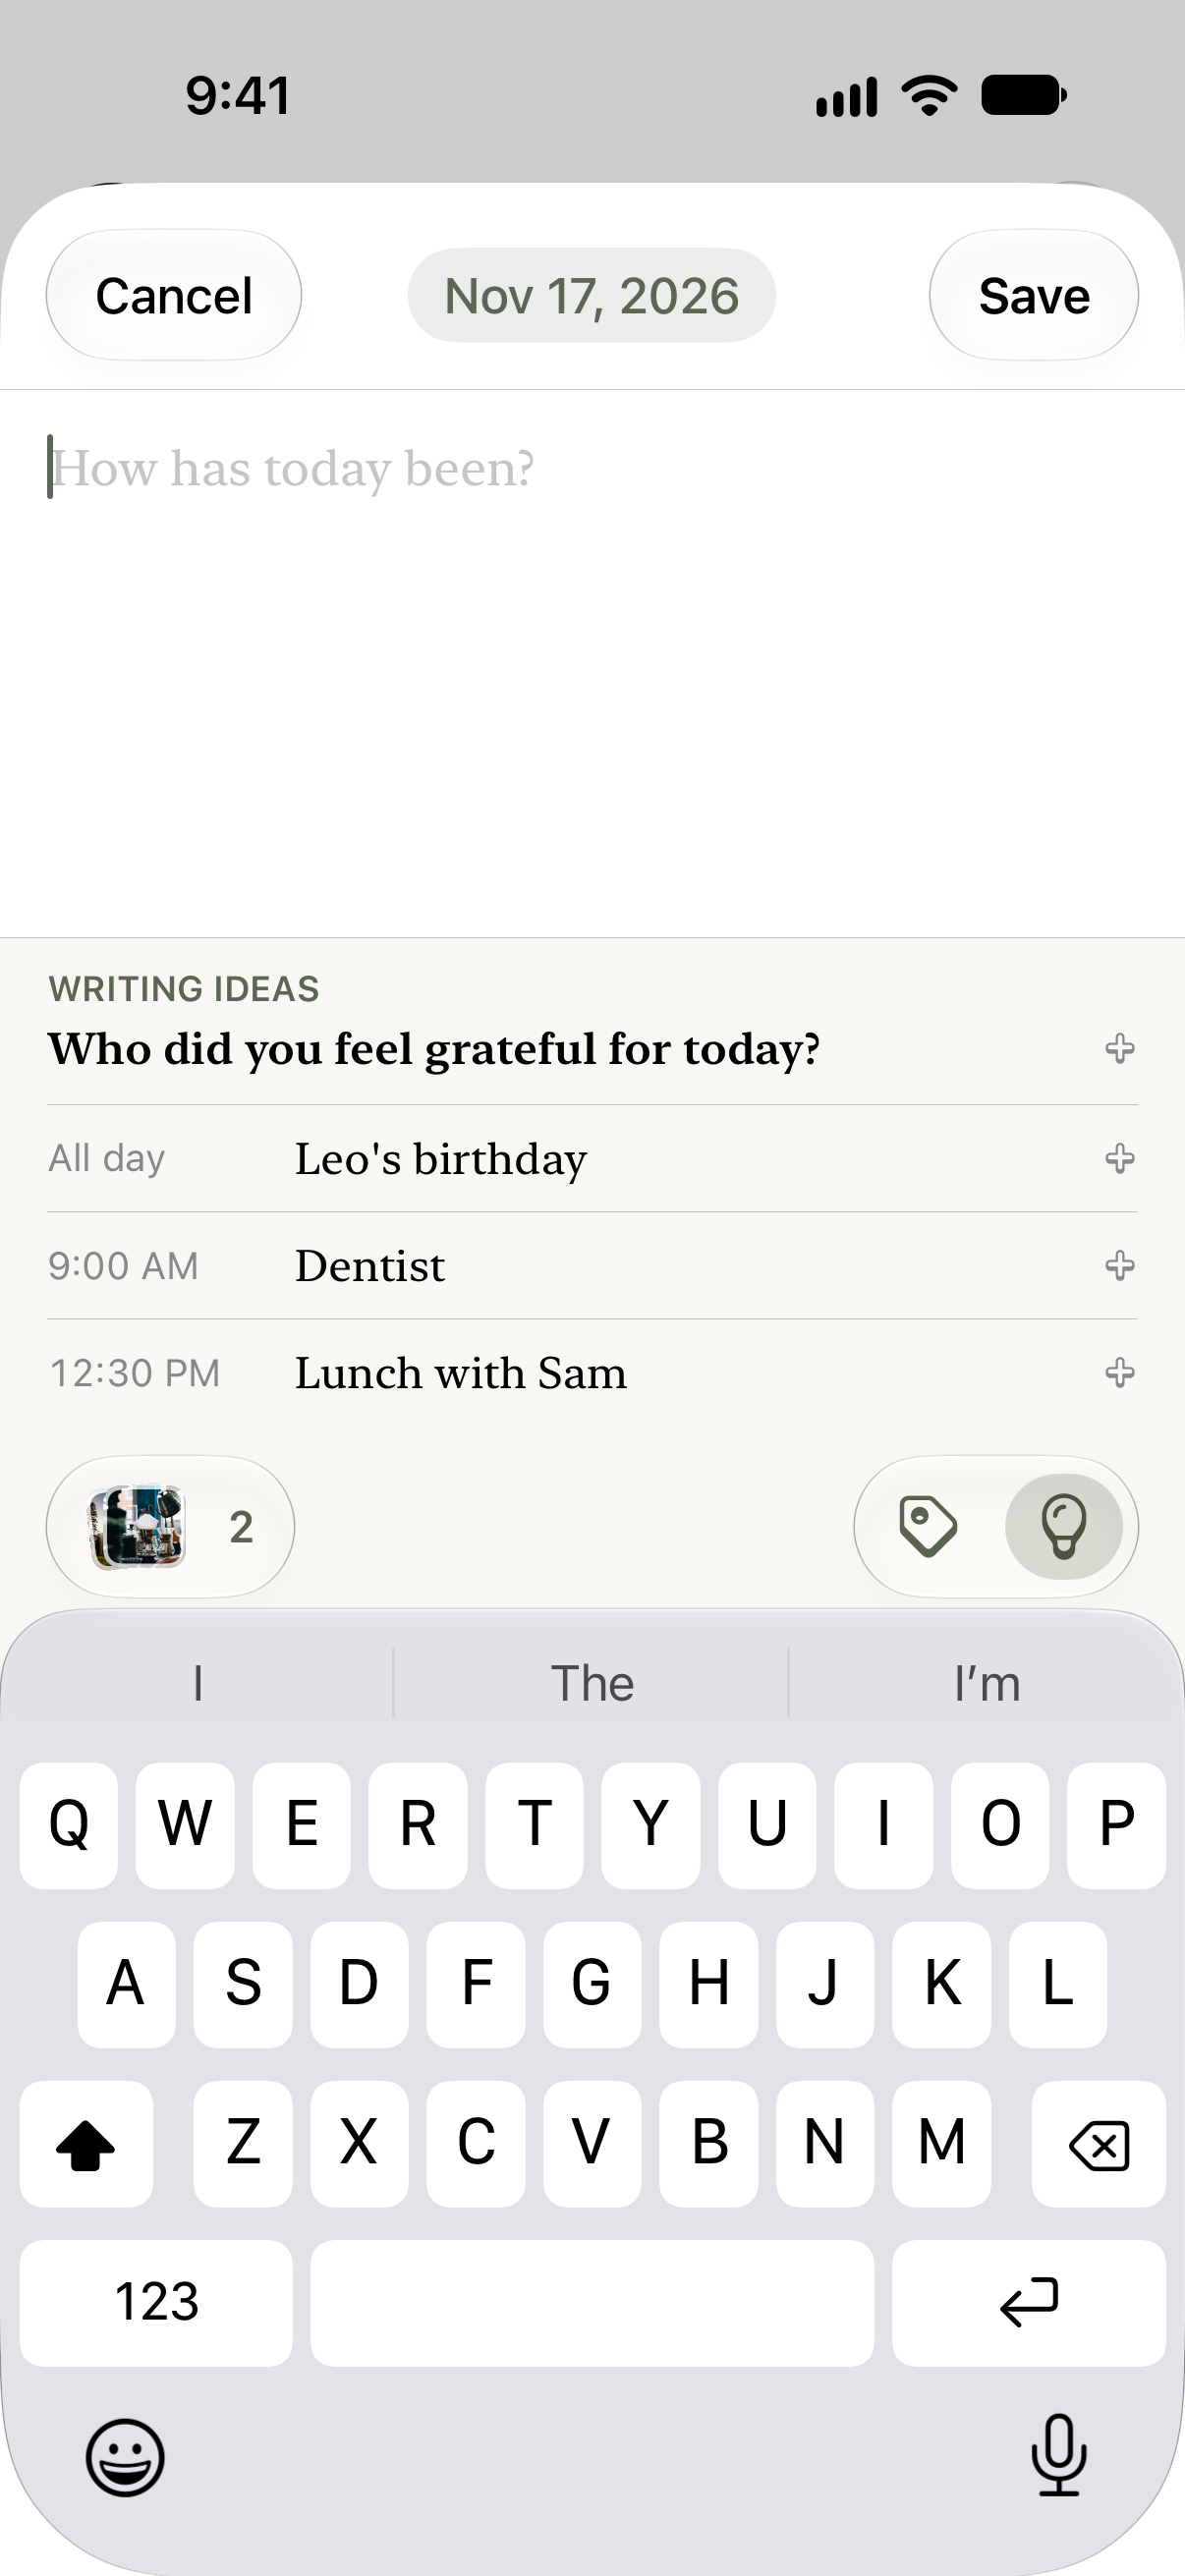 9:41
Cancel
Nov 17, 2026
Save
How has today been?
WRITING IDEAS
Who did you feel grateful for today?
All day Leo's birthday
9:00 AM Dentist
12:30 PM Lunch with Sam
2
I The I’m
Q W E R T Y U I O P
A S D F G H J K L
Z X C V B N M
123